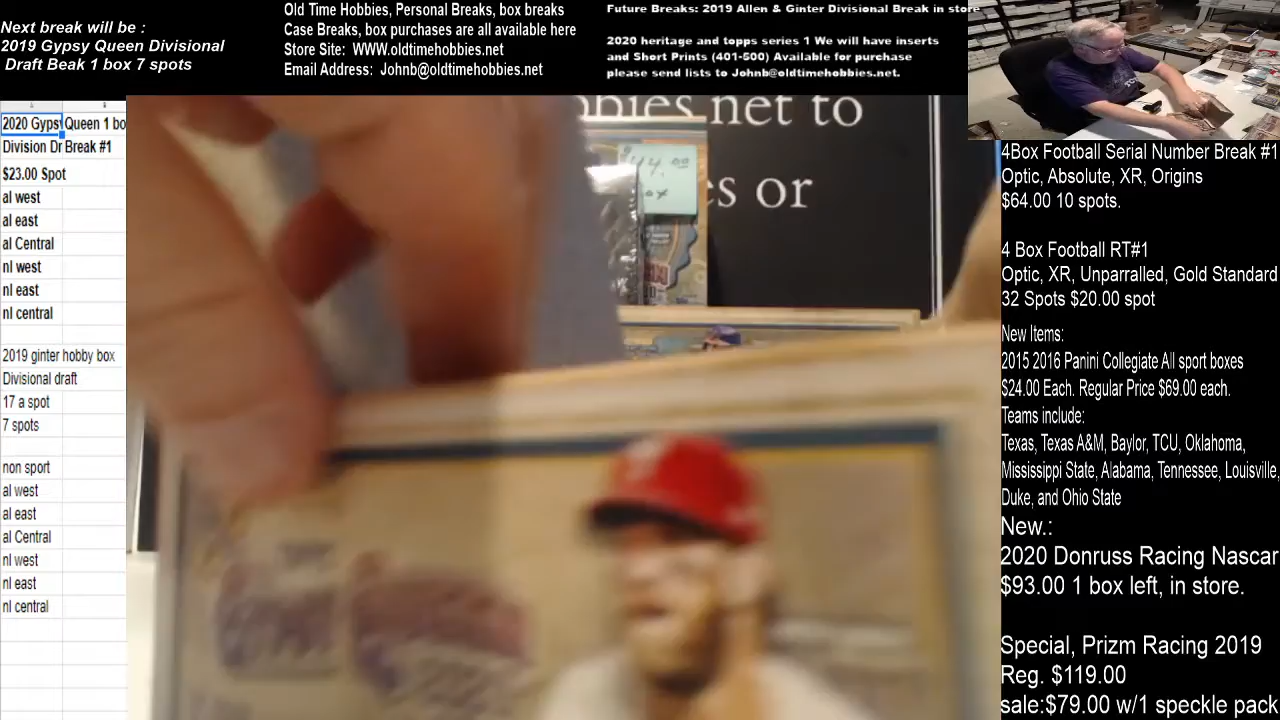 Next break will be :
2019 Gypsy Queen Divisional
Draft Beak 1 box 7 spots
Old Time Hobbies, Personal Breaks, box breaks
Case Breaks, box purchases are all available here
Store Site: WWW.oldtimehobbies.net
Email Address: Johnb@oldtimehobbies.net
Future Breaks: 2019 Allen & Ginter Divisional Break in store
2020 heritage and topps series 1 We will have inserts
and Short Prints (401-500) Available for purchase
please send lists to Johnb@oldtimehobbies.net.
2020 Gypsy Queen 1 bo
Division Dr Break #1
$23.00 Spot
al west
al east
al Central
nl west
nl east
nl central
2019 ginter hobby box
Divisional draft
17 a spot
7 spots
non sport
al west
al east
al Central
nl west
nl east
nl central
bbies.net to
es or
44.00
ox
4Box Football Serial Number Break #1
Optic, Absolute, XR, Origins
$64.00 10 spots.
4 Box Football RT#1
Optic, XR, Unparralled, Gold Standard
32 Spots $20.00 spot
New Items:
2015 2016 Panini Collegiate All sport boxes
$24.00 Each. Regular Price $69.00 each.
Teams include:
Texas, Texas A&M, Baylor, TCU, Oklahoma,
Mississippi State, Alabama, Tennessee, Louisville,
Duke, and Ohio State
New.:
2020 Donruss Racing Nascar
$93.00 1 box left, in store.
Special, Prizm Racing 2019
Reg. $119.00
sale:$79.00 w/1 speckle pack